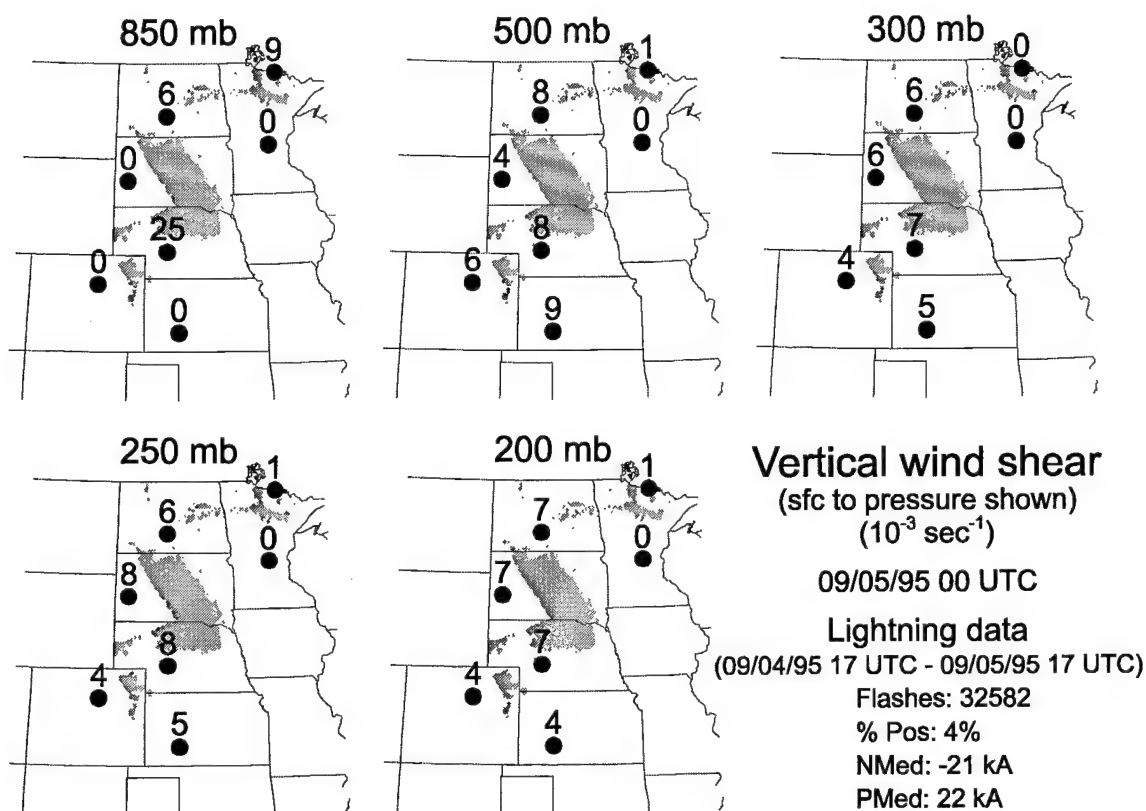 850 mb
9
6
0
0
25
0
0
500 mb
1
8
0
4
8
6
9
300 mb
0
6
0
6
7
4
5
250 mb
1
6
0
8
8
4
5
200 mb
1
7
0
7
7
4
4
Vertical wind shear
(sfc to pressure shown)
(10⁻³ sec⁻¹)
09/05/95 00 UTC
Lightning data
(09/04/95 17 UTC - 09/05/95 17 UTC)
Flashes: 32582
% Pos: 4%
NMed: -21 kA
PMed: 22 kA